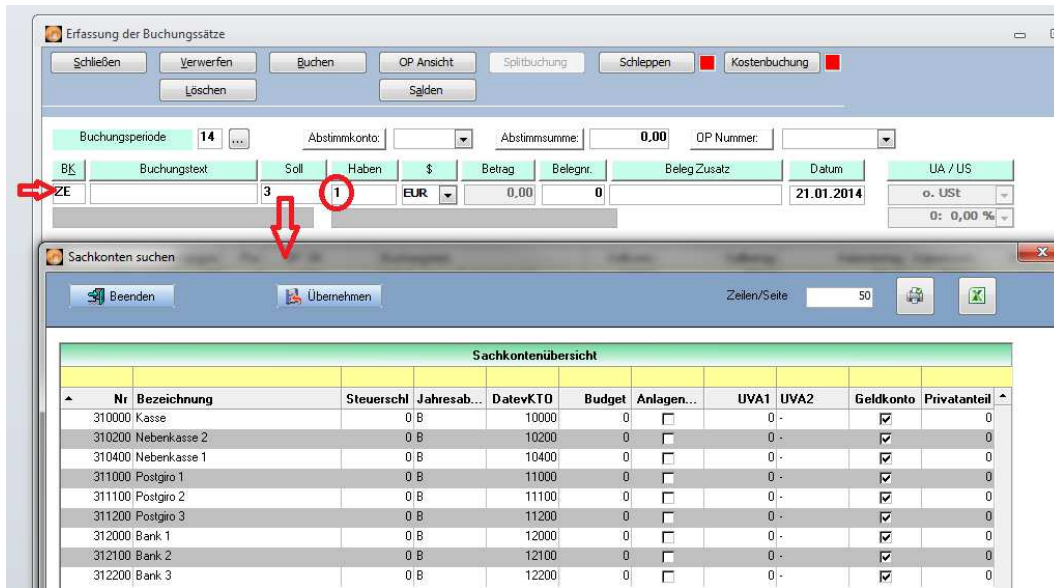 Erfassung der Buchungssätze
Schließen Verwerfen Buchen OP Ansicht Splitbuchung Schleppen Kostenbuchung
Löschen Salden
Buchungsperiode 14 ... Abstimmkonto: Abstimmsumme: 0,00 OP Nummer:
BK Buchungstext Soll Haben $ Betrag Belegnr. Beleg Zusatz Datum UA / US
ZE 3 1 EUR 0,00 0 21.01.2014 o. USt
0: 0,00 %
Sachkonten suchen
Beenden Übernehmen Zeilen/Seite 50
Sachkontenübersicht
Nr Bezeichnung Steuerschl Jahresab... DatevKTO Budget Anlagen... UVA1 UVA2 Geldkonto Privatanteil
310000 Kasse 0 B 10000 0 0 - 0
310200 Nebenkasse 2 0 B 10200 0 0 - 0
310400 Nebenkasse 1 0 B 10400 0 0 - 0
311000 Postgiro 1 0 B 11000 0 0 - 0
311100 Postgiro 2 0 B 11100 0 0 - 0
311200 Postgiro 3 0 B 11200 0 0 - 0
312000 Bank 1 0 B 12000 0 0 - 0
312100 Bank 2 0 B 12100 0 0 - 0
312200 Bank 3 0 B 12200 0 0 - 0